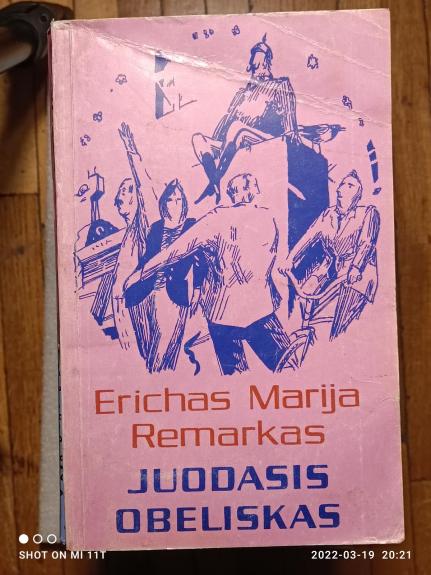 Erichas Marija
Remarkas
JUODASIS
OBELISKAS
SHOT ON MI 11T
2022-03-19 20:21